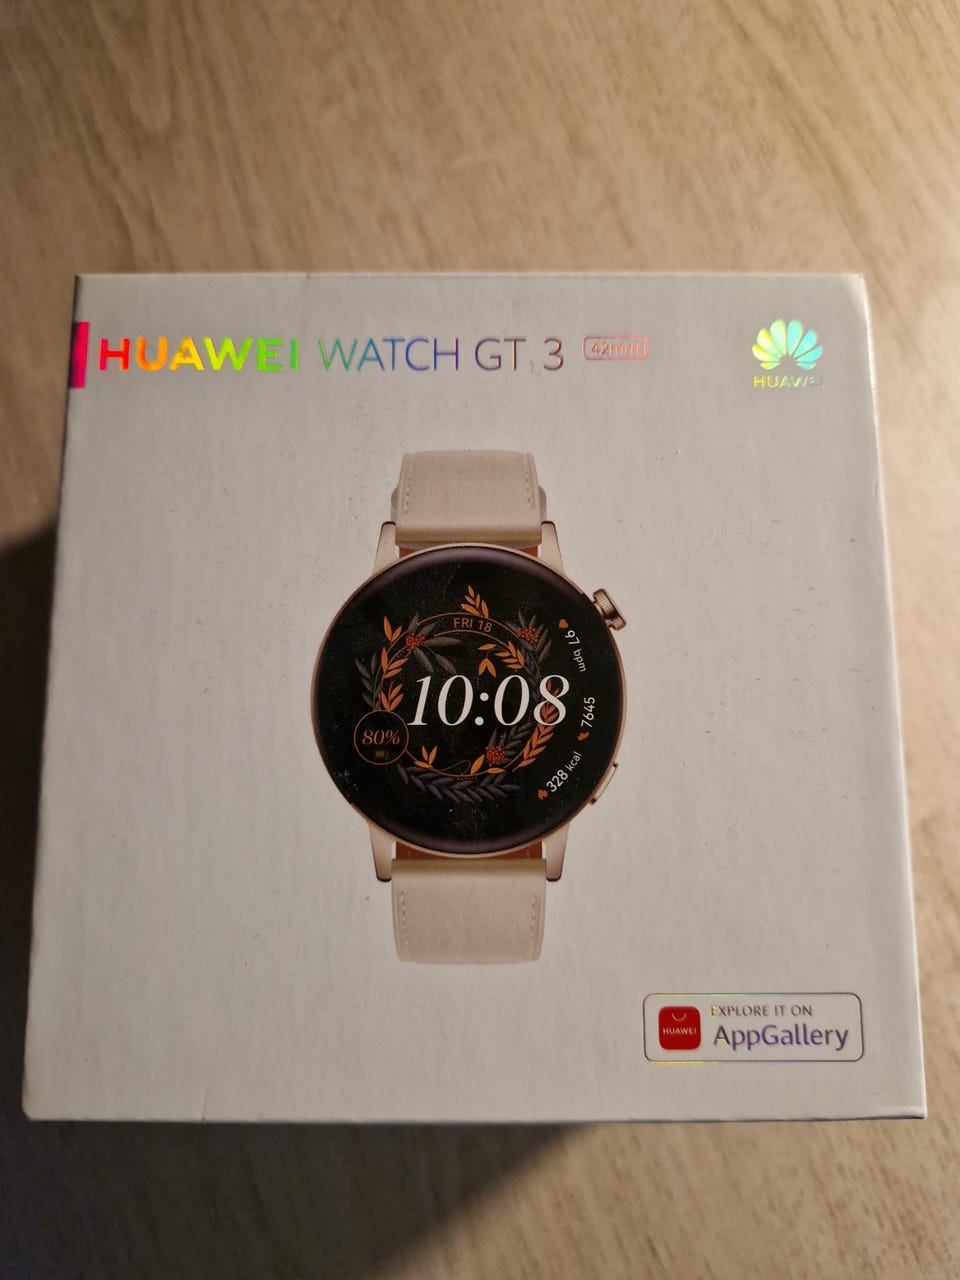 HUAWEI WATCH GT 3 42mm
HUAWEI
FRI 18
97 bpm
10:08
7645
80%
328 kcal
EXPLORE IT ON
HUAWEI
AppGallery